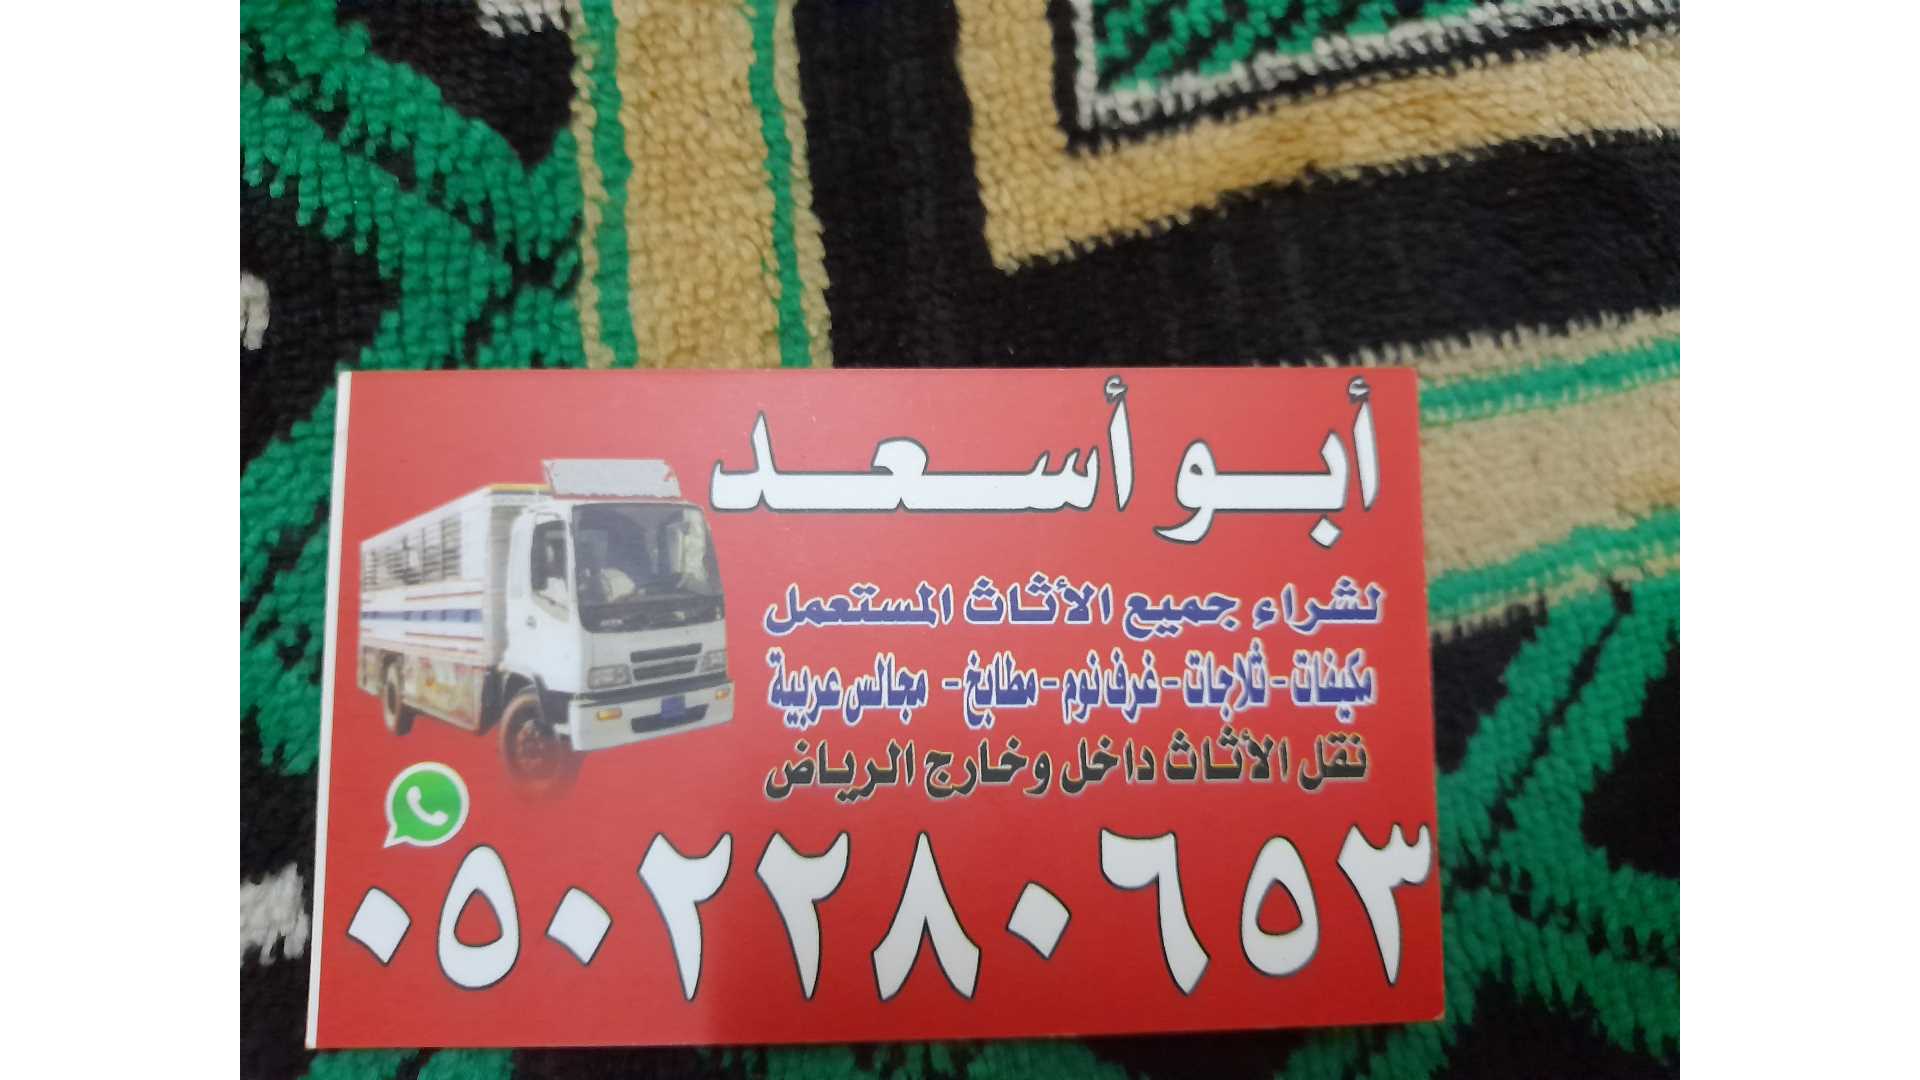 أبو أسعد
لشراء جميع الأثاث المستعمل
مكيفات - ثلاجات - غرف نوم - مطابخ - مجالس عربية
نقل الأثاث داخل وخارج الرياض
٠٥٠٢٢٨٠٦٥٣